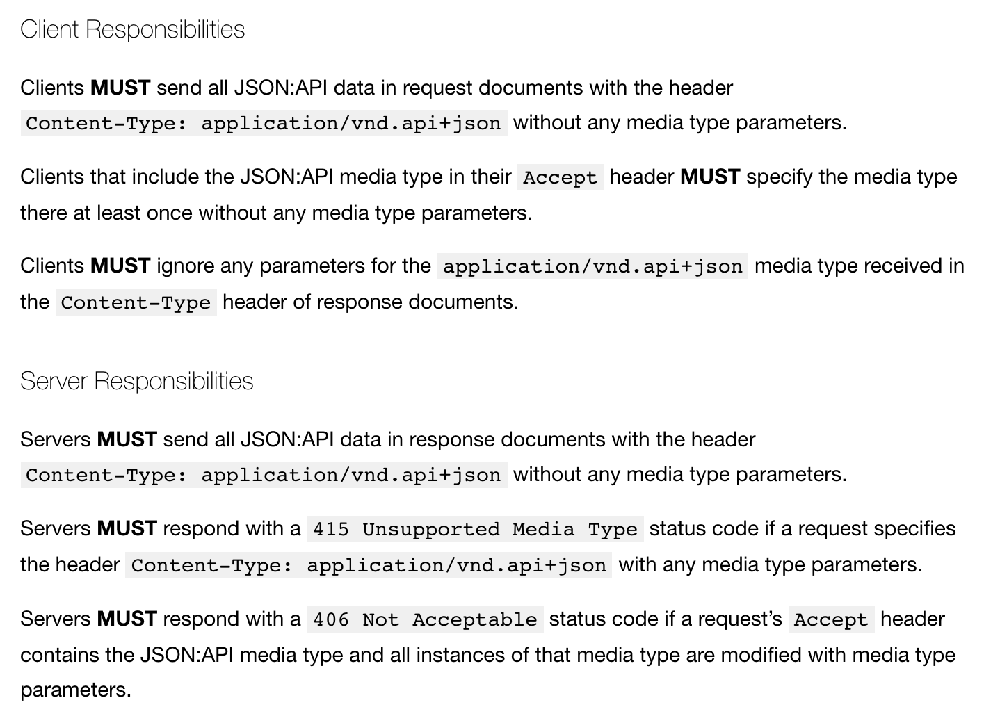 Client Responsibilities
Clients MUST send all JSON:API data in request documents with the header
Content-Type: application/vnd.api+json without any media type parameters.
Clients that include the JSON:API media type in their Accept header MUST specify the media type
there at least once without any media type parameters.
Clients MUST ignore any parameters for the application/vnd.api+json media type received in
the Content-Type header of response documents.
Server Responsibilities
Servers MUST send all JSON:API data in response documents with the header
Content-Type: application/vnd.api+json without any media type parameters.
Servers MUST respond with a 415 Unsupported Media Type status code if a request specifies
the header Content-Type: application/vnd.api+json with any media type parameters.
Servers MUST respond with a 406 Not Acceptable status code if a request’s Accept header
contains the JSON:API media type and all instances of that media type are modified with media type
parameters.